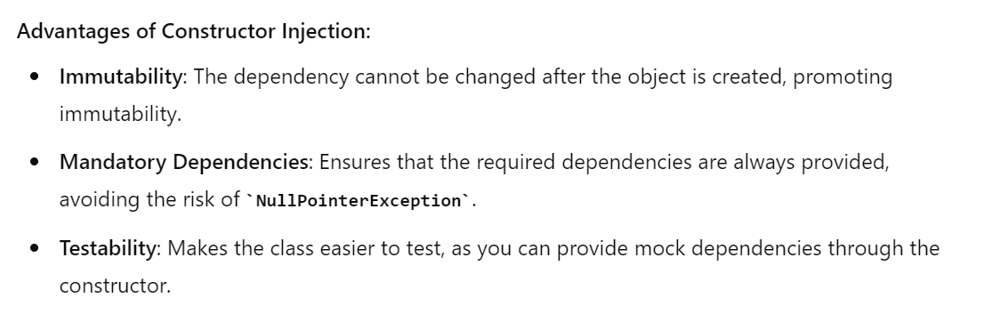 Advantages of Constructor Injection:
• Immutability: The dependency cannot be changed after the object is created, promoting
immutability.
• Mandatory Dependencies: Ensures that the required dependencies are always provided,
avoiding the risk of `NullPointerException`.
• Testability: Makes the class easier to test, as you can provide mock dependencies through the
constructor.